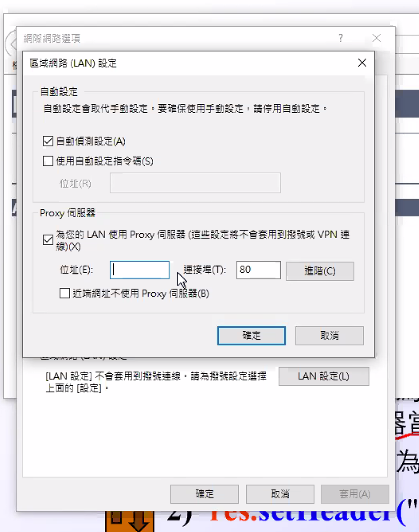 網際網路選項
?
區域網路 (LAN) 設定
自動設定
自動設定會取代手動設定。要確保使用手動設定，請停用自動設定。
自動偵測設定(A)
使用自動設定指令碼(S)
位址(R)
Proxy 伺服器
為您的 LAN 使用 Proxy 伺服器 (這些設定將不會套用到撥號或 VPN 連
線)(X)
位址(E):
連接埠(T): 80 進階(C)
近端網址不使用 Proxy 伺服器(B)
確定 取消
[LAN 設定] 不會套用到撥號連線。請為撥號設定選擇
上面的 [設定]。
LAN 設定(L)
器當
為
確定 取消 套用(A)
2) res.setHeader("